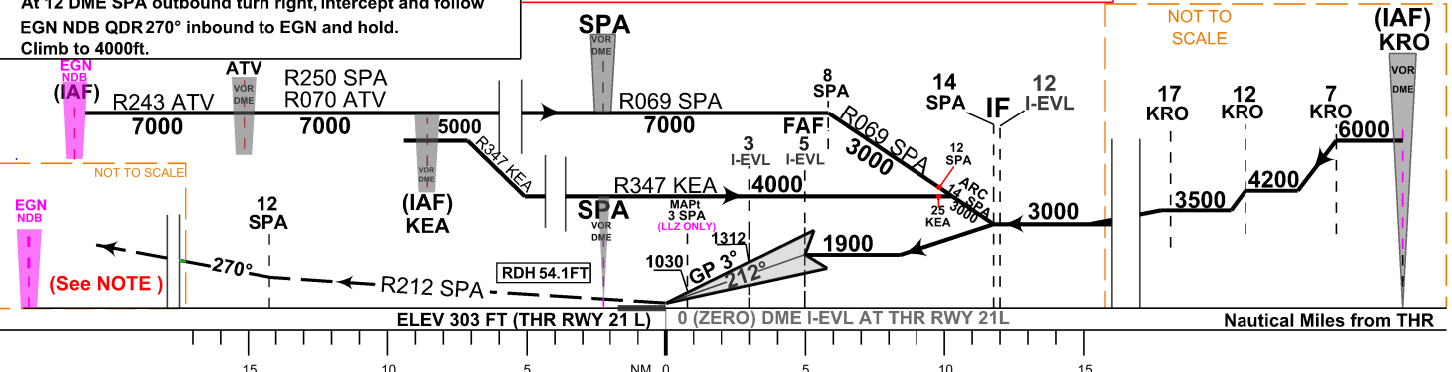 At 12 DME SPA outbound turn right, intercept and follow
EGN NDB QDR 270° inbound to EGN and hold.
Climb to 4000ft.
EGN
NDB
(IAF)
R243 ATV
7000
ATV
VOR
DME
R250 SPA
R070 ATV
7000
5000
R347 KEA
VOR
DME
(IAF)
KEA
SPA
VOR
DME
R069 SPA
7000
8
SPA
FAF
R069 SPA
3000
14
SPA
IF
12
I-EVL
12
SPA
ARC
14 SPA
3000
25
KEA
3
I-EVL
5
I-EVL
R347 KEA
4000
MAPt
3 SPA
(LLZ ONLY)
SPA
VOR
DME
1312
1030
GP 3°
212°
1900
3000
NOT TO
SCALE
(IAF)
KRO
VOR
DME
17
KRO
12
KRO
7
KRO
6000
4200
3500
NOT TO SCALE
EGN
NDB
(See NOTE )
12
SPA
270°
R212 SPA
RDH 54.1FT
ELEV 303 FT (THR RWY 21 L)
0 (ZERO) DME I-EVL AT THR RWY 21L
Nautical Miles from THR
15
10
5
NM 0
5
10
15